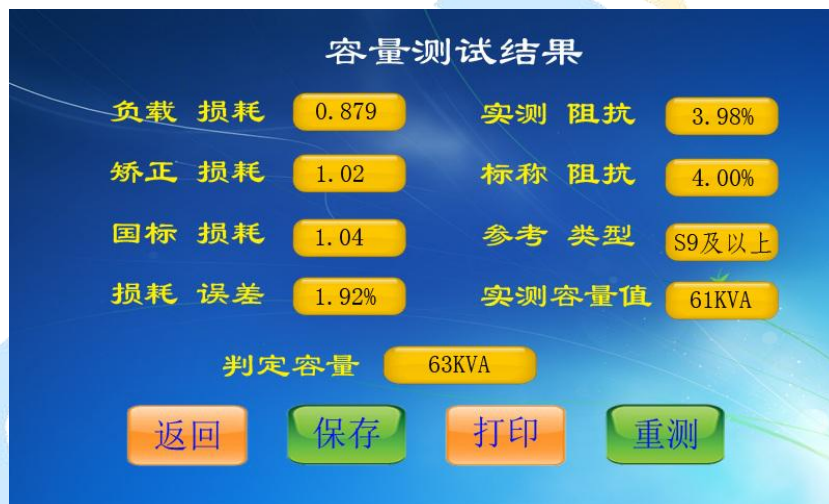 容量测试结果
负载 损耗 0.879 实测 阻抗 3.98%
矫正 损耗 1.02 标称 阻抗 4.00%
国标 损耗 1.04 参考 类型 S9及以上
损耗 误差 1.92% 实测容量值 61KVA
判定容量 63KVA
返回 保存 打印 重测